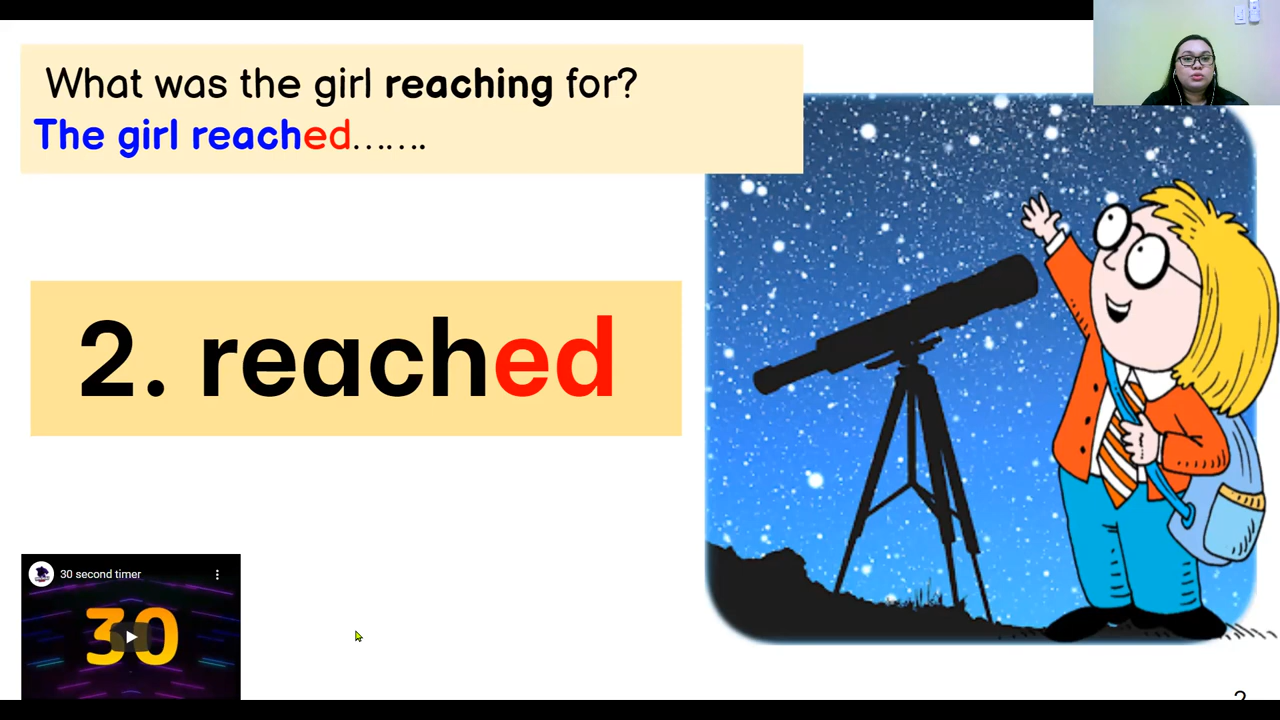 What was the girl reaching for?
The girl reached…….
2. reached
30 second timer
30